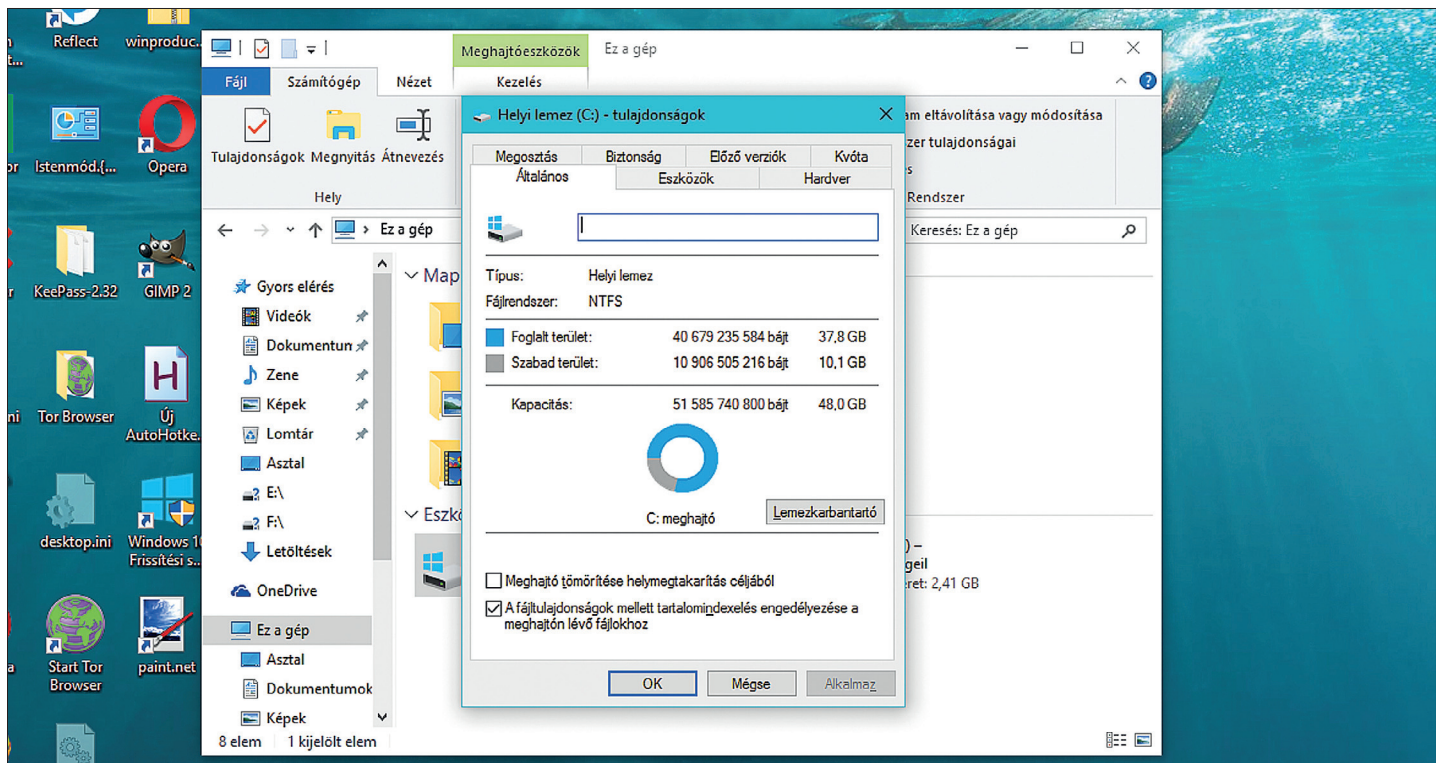 Reflect
winproduc...
Istenmód.{...
Opera
KeePass-2.32
GIMP 2
Tor Browser
Új
AutoHotke...
desktop.ini
Windows 10
Frissítési s...
Start Tor
Browser
paint.net
Meghajtóeszközök
Ez a gép
Fájl
Számítógép
Nézet
Kezelés
Tulajdonságok
Megnyitás
Átnevezés
Hely
am eltávolítása vagy módosítása
zer tulajdonságai
s
Rendszer
Ez a gép
Keresés: Ez a gép
Gyors elérés
Videók
Dokumentum
Zene
Képek
Lomtár
Asztal
E:\
F:\
Letöltések
OneDrive
Ez a gép
Asztal
Dokumentumok
Képek
Map
Eszkö
) –
geil
eret: 2,41 GB
8 elem
1 kijelölt elem
Helyi lemez (C:) - tulajdonságok
Megosztás
Biztonság
Előző verziók
Kvóta
Általános
Eszközök
Hardver
Típus: Helyi lemez
Fájlrendszer: NTFS
Foglalt terület: 40 679 235 584 bájt 37,8 GB
Szabad terület: 10 906 505 216 bájt 10,1 GB
Kapacitás: 51 585 740 800 bájt 48,0 GB
C: meghajtó
Lemezkarbantartó
Meghajtó tömörítése helymegtakarítás céljából
A fájltulajdonságok mellett tartalomindexelés engedélyezése a
meghajtón lévő fájlokhoz
OK
Mégse
Alkalmaz